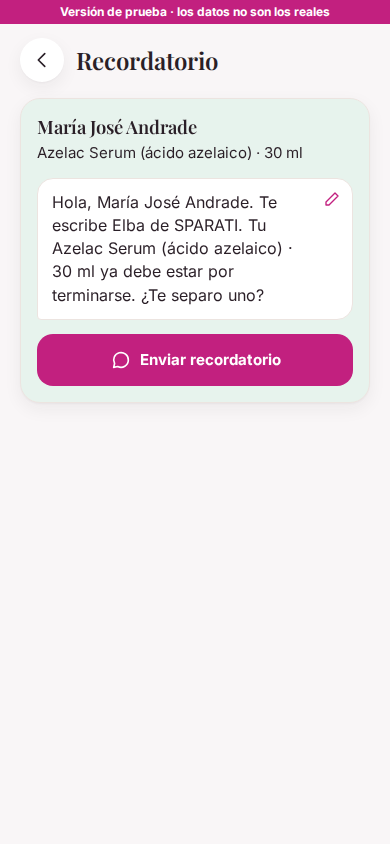 Versión de prueba · los datos no son los reales
Recordatorio
María José Andrade
Azelac Serum (ácido azelaico) · 30 ml
Hola, María José Andrade. Te
escribe Elba de SPARATI. Tu
Azelac Serum (ácido azelaico) ·
30 ml ya debe estar por
terminarse. ¿Te separo uno?
Enviar recordatorio